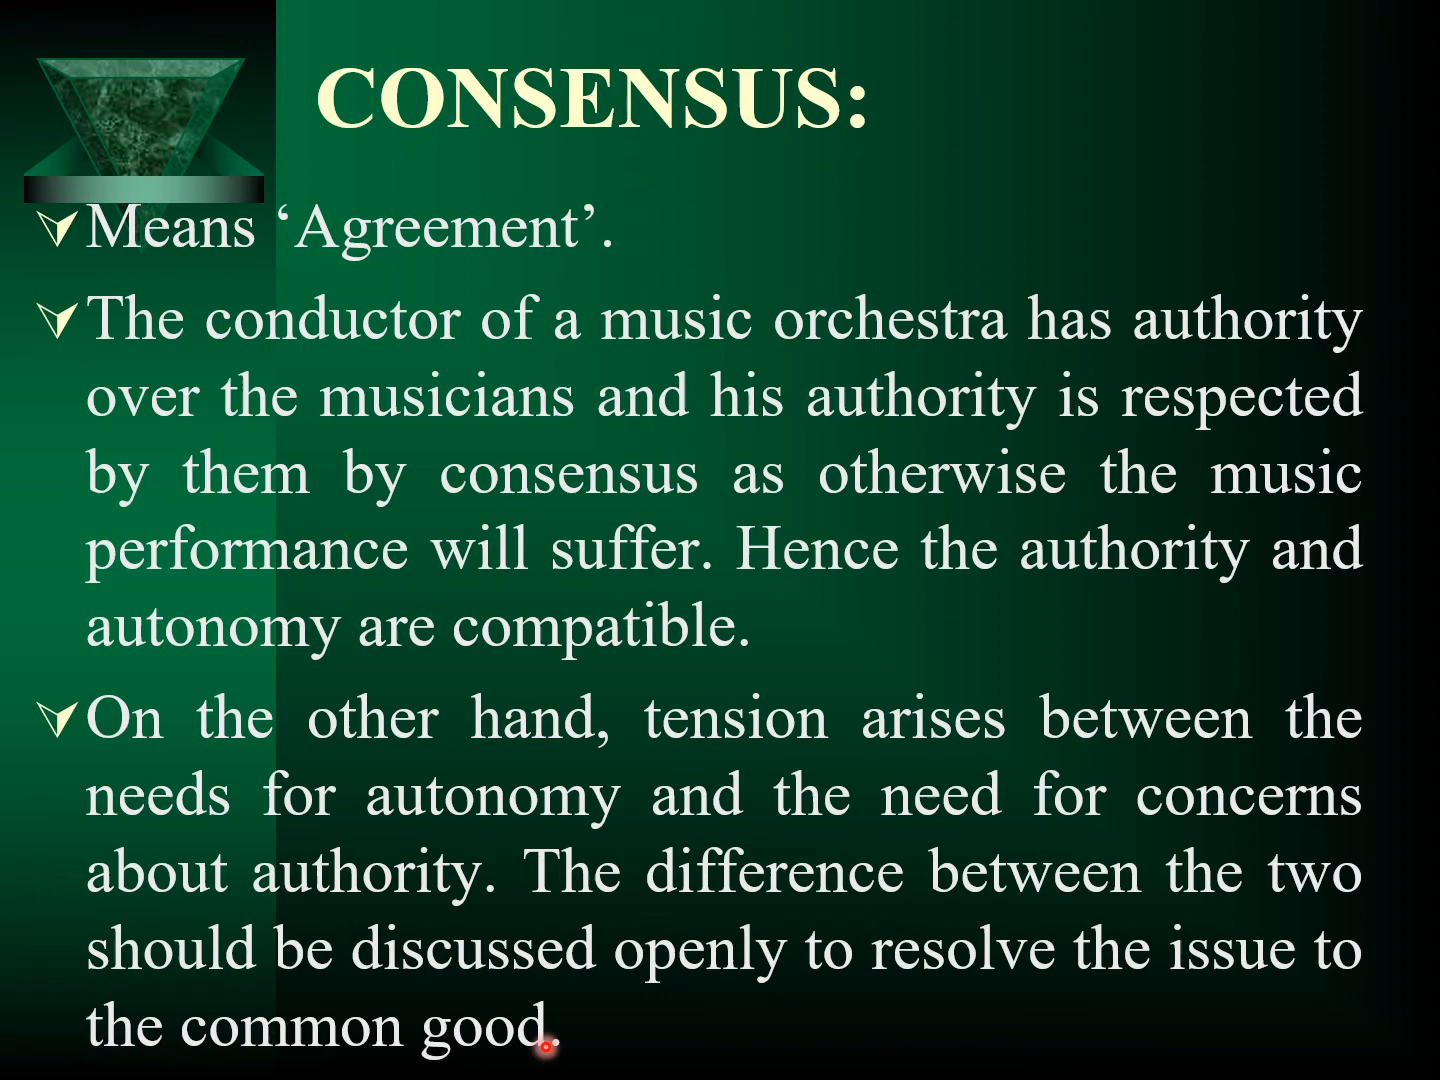 CONSENSUS:
Means ‘Agreement’.
The conductor of a music orchestra has authority
over the musicians and his authority is respected
by them by consensus as otherwise the music
performance will suffer. Hence the authority and
autonomy are compatible.
On the other hand, tension arises between the
needs for autonomy and the need for concerns
about authority. The difference between the two
should be discussed openly to resolve the issue to
the common good.